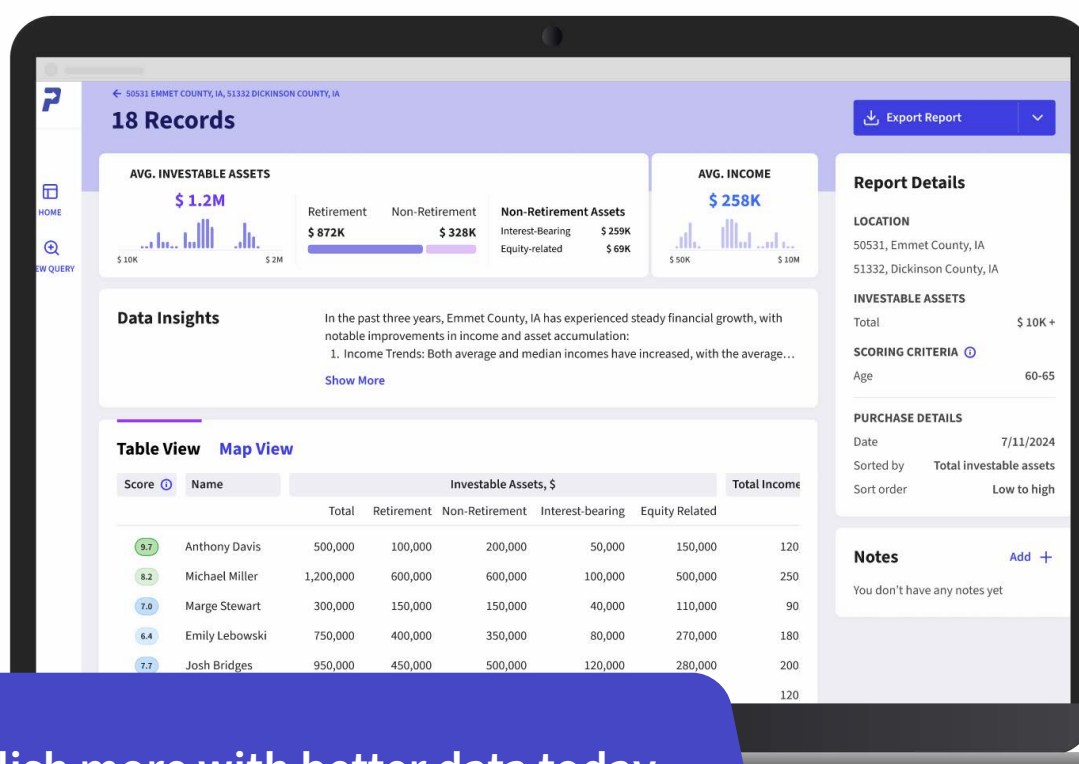 50531 EMMET COUNTY, IA, 51332 DICKINSON COUNTY, IA
18 Records
Export Report
HOME
EW QUERY
AVG. INVESTABLE ASSETS
$ 1.2M
$ 10K $ 2M
Retirement Non-Retirement
$ 872K $ 328K
Non-Retirement Assets
Interest-Bearing $ 259K
Equity-related $ 69K
AVG. INCOME
$ 258K
$ 50K $ 10M
Data Insights
In the past three years, Emmet County, IA has experienced steady financial growth, with
notable improvements in income and asset accumulation:
1. Income Trends: Both average and median incomes have increased, with the average...
Show More
Table View Map View
Score Name Investable Assets, $ Total Income
Total Retirement Non-Retirement Interest-bearing Equity Related
9.7 Anthony Davis 500,000 100,000 200,000 50,000 150,000 120
8.2 Michael Miller 1,200,000 600,000 600,000 100,000 500,000 250
7.0 Marge Stewart 300,000 150,000 150,000 40,000 110,000 90
6.4 Emily Lebowski 750,000 400,000 350,000 80,000 270,000 180
7.7 Josh Bridges 950,000 450,000 500,000 120,000 280,000 200
120
Report Details
LOCATION
50531, Emmet County, IA
51332, Dickinson County, IA
INVESTABLE ASSETS
Total $ 10K +
SCORING CRITERIA
Age 60-65
PURCHASE DETAILS
Date 7/11/2024
Sorted by Total investable assets
Sort order Low to high
Notes Add +
You don't have any notes yet
lish more with better data today